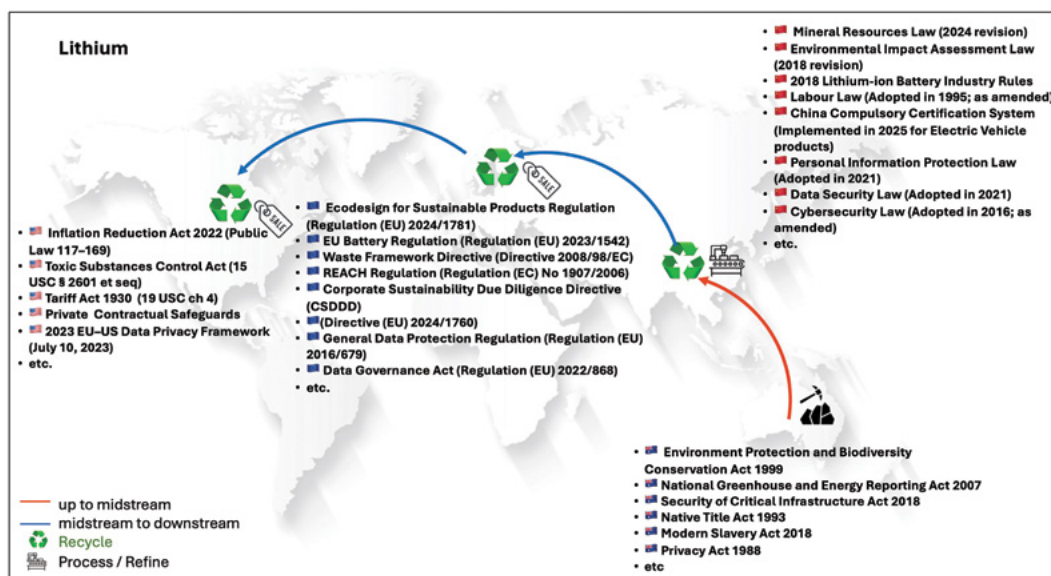 Lithium
Mineral Resources Law (2024 revision)
Environmental Impact Assessment Law
(2018 revision)
2018 Lithium-ion Battery Industry Rules
Labour Law (Adopted in 1995; as amended)
China Compulsory Certification System
(Implemented in 2025 for Electric Vehicle
products)
Personal Information Protection Law
(Adopted in 2021)
Data Security Law (Adopted in 2021)
Cybersecurity Law (Adopted in 2016; as
amended)
etc.
SALE
SALE
Inflation Reduction Act 2022 (Public
Law 117–169)
Toxic Substances Control Act (15
USC § 2601 et seq)
Tariff Act 1930 (19 USC ch 4)
Private Contractual Safeguards
2023 EU–US Data Privacy Framework
(July 10, 2023)
etc.
Ecodesign for Sustainable Products Regulation
(Regulation (EU) 2024/1781)
EU Battery Regulation (Regulation (EU) 2023/1542)
Waste Framework Directive (Directive 2008/98/EC)
REACH Regulation (Regulation (EC) No 1907/2006)
Corporate Sustainability Due Diligence Directive
(CSDDD)
(Directive (EU) 2024/1760)
General Data Protection Regulation (Regulation (EU)
2016/679)
Data Governance Act (Regulation (EU) 2022/868)
etc.
Environment Protection and Biodiversity
Conservation Act 1999
National Greenhouse and Energy Reporting Act 2007
Security of Critical Infrastructure Act 2018
Native Title Act 1993
Modern Slavery Act 2018
Privacy Act 1988
etc
up to midstream
midstream to downstream
Recycle
Process / Refine